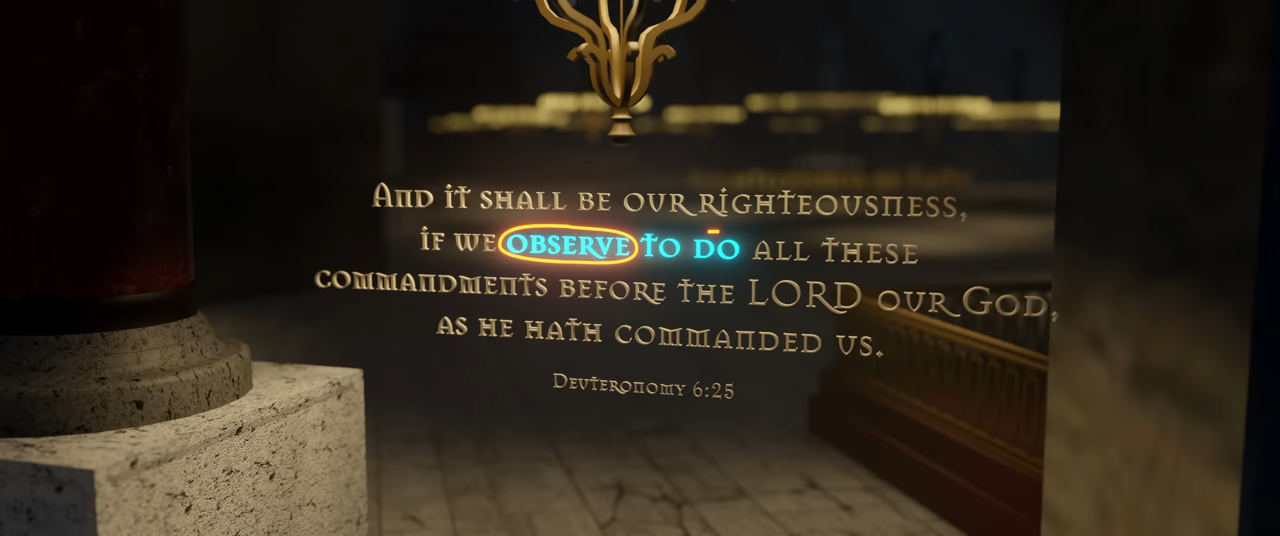 And it shall be our righteousness,
if we observe to do all these
commandments before the LORD our God,
as he hath commanded us.
Deuteronomy 6:25